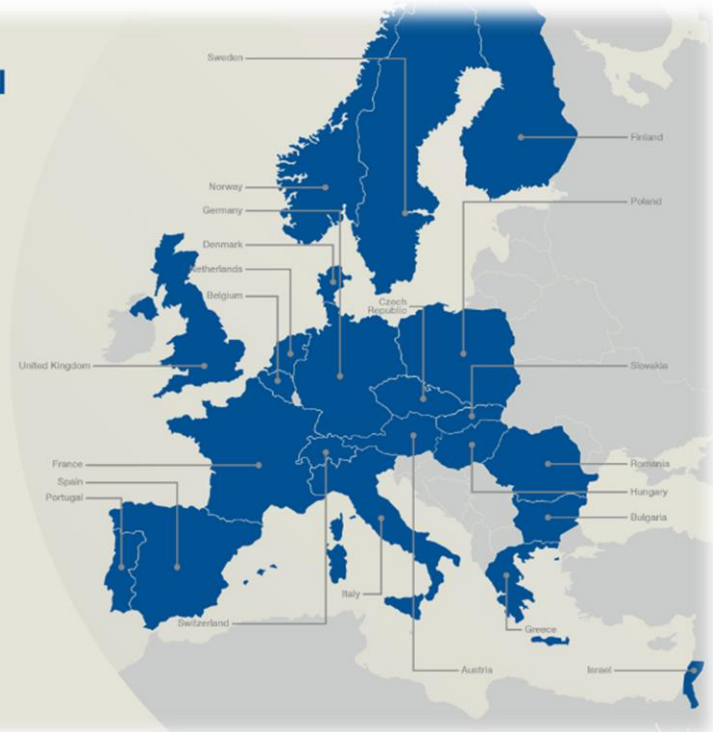 Sweden
Finland
Norway
Poland
Germany
Denmark
Netherlands
Belgium
Czech
Republic
United Kingdom
Slovakia
France
Romania
Spain
Hungary
Portugal
Bulgaria
Italy
Switzerland
Greece
Austria
Israel